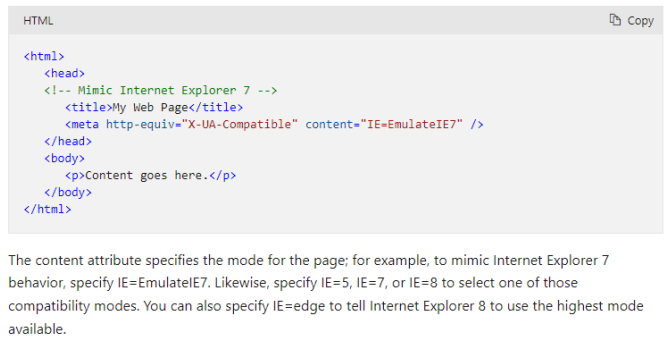 HTML
Copy
<html>
<head>
<!-- Mimic Internet Explorer 7 -->
<title>My Web Page</title>
<meta http-equiv="X-UA-Compatible" content="IE=EmulateIE7" />
</head>
<body>
<p>Content goes here.</p>
</body>
</html>
The content attribute specifies the mode for the page; for example, to mimic Internet Explorer 7
behavior, specify IE=EmulateIE7. Likewise, specify IE=5, IE=7, or IE=8 to select one of those
compatibility modes. You can also specify IE=edge to tell Internet Explorer 8 to use the highest mode
available.